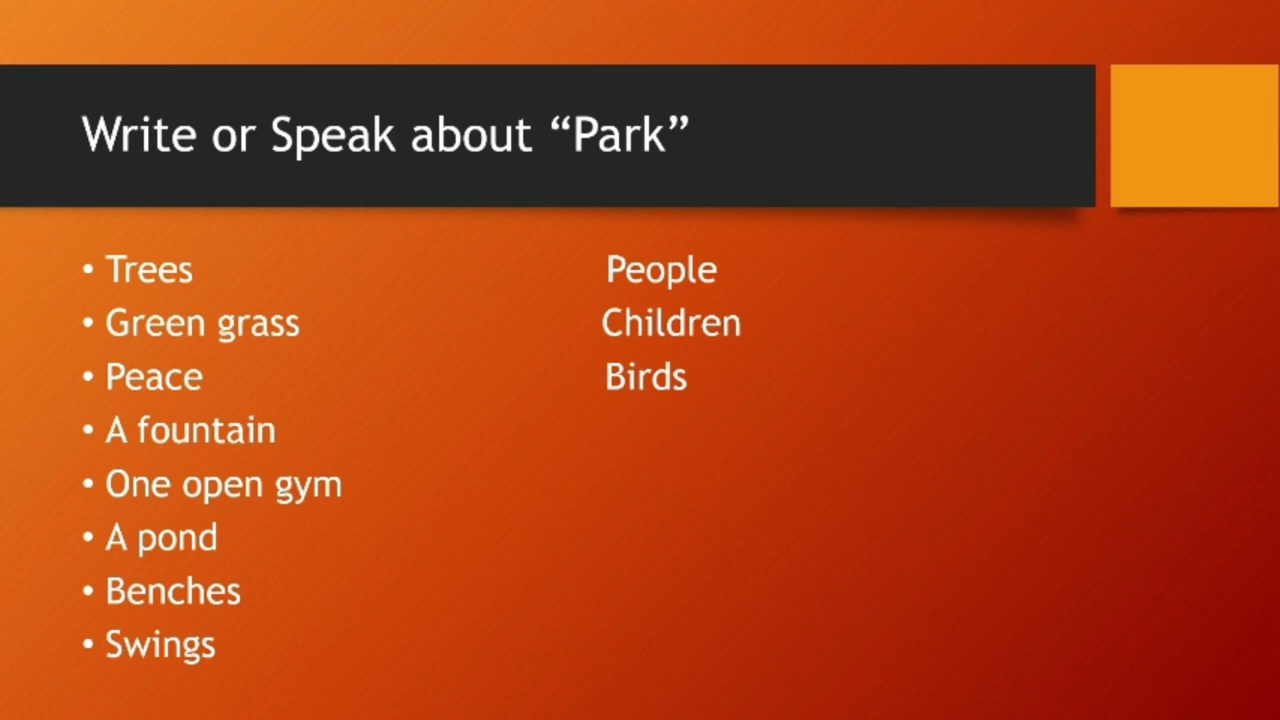 Write or Speak about “Park”
• Trees
• Green grass
• Peace
• A fountain
• One open gym
• A pond
• Benches
• Swings
People
Children
Birds